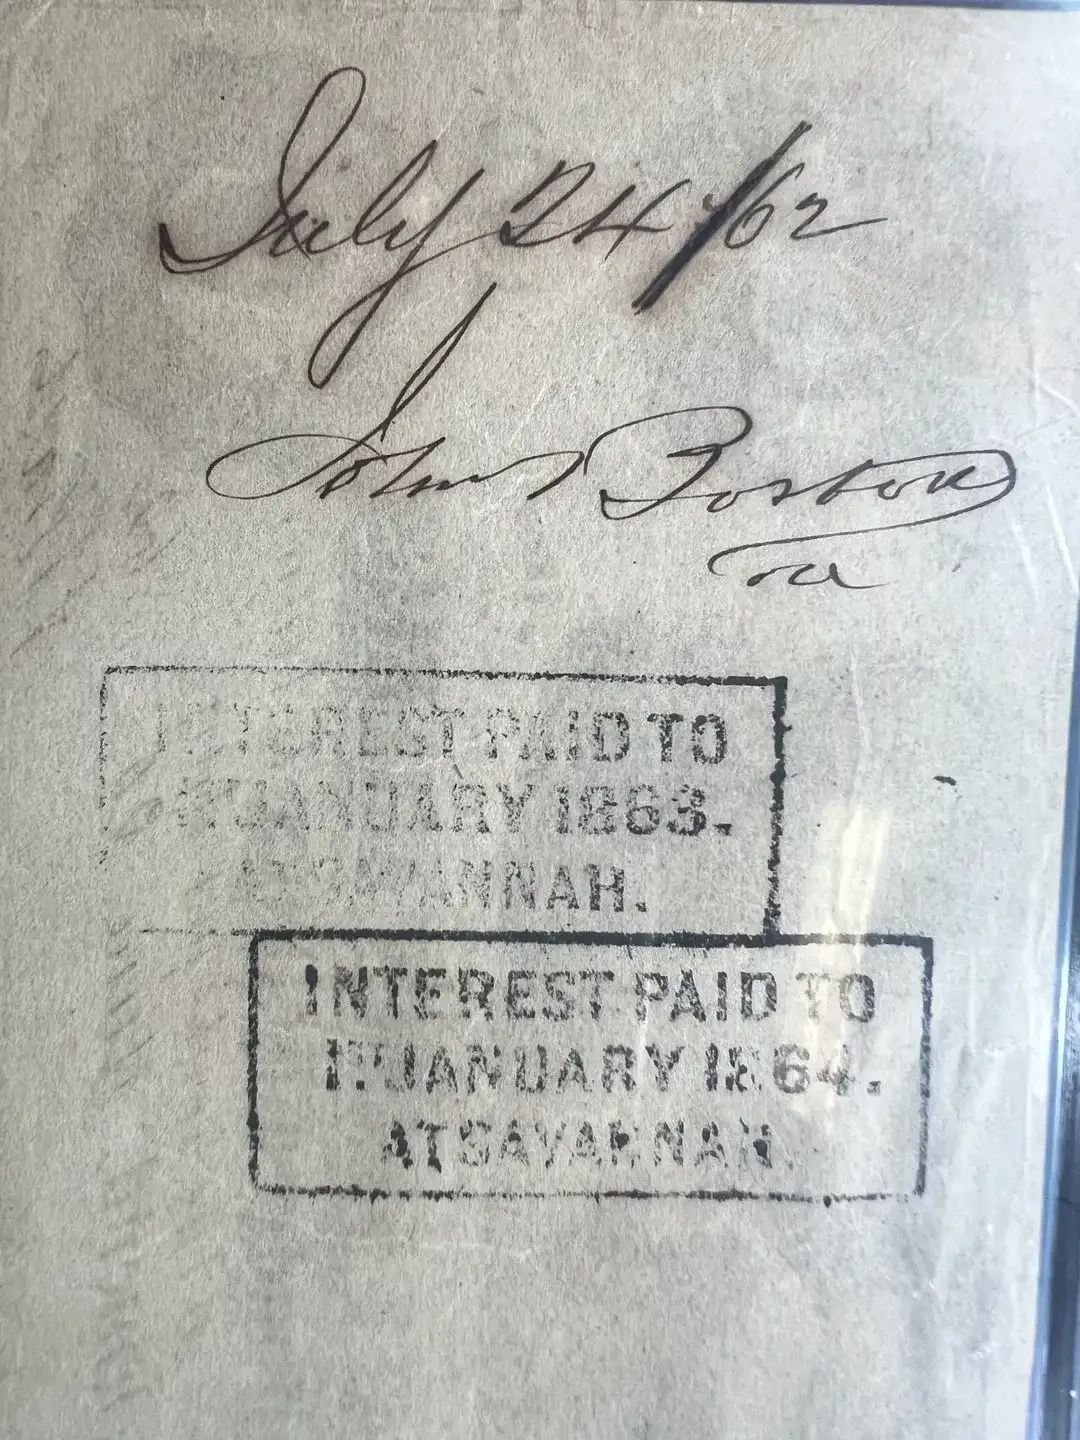 July 24/62
John Boston
INTEREST PAID TO
1ST JANUARY 1863.
AT SAVANNAH.
INTEREST PAID TO
1ST JANUARY 1864.
AT SAVANNAH.